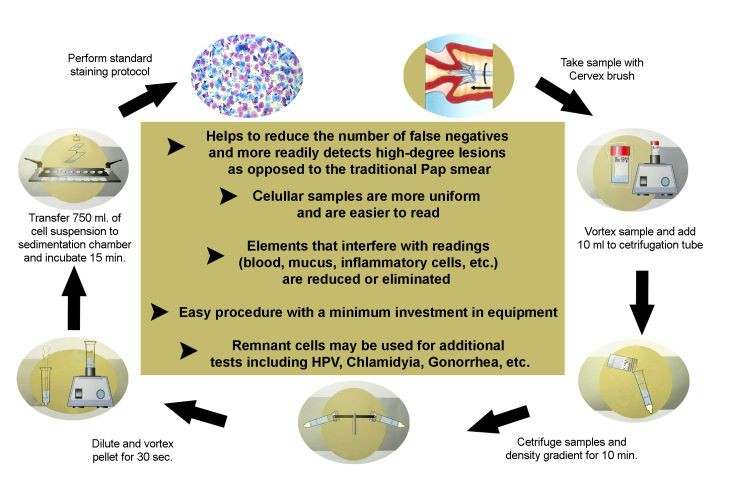 Perform standard
staining protocol
Take sample with
Cervex brush
Helps to reduce the number of false negatives
and more readily detects high-degree lesions
as opposed to the traditional Pap smear
Celullar samples are more uniform
and are easier to read
Elements that interfere with readings
(blood, mucus, inflammatory cells, etc.)
are reduced or eliminated
Easy procedure with a minimum investment in equipment
Remnant cells may be used for additional
tests including HPV, Chlamidyia, Gonorrhea, etc.
Vortex sample and add
10 ml to cetrifugation tube
Cetrifuge samples and
density gradient for 10 min.
Dilute and vortex
pellet for 30 sec.
Transfer 750 ml. of
cell suspension to
sedimentation chamber
and incubate 15 min.